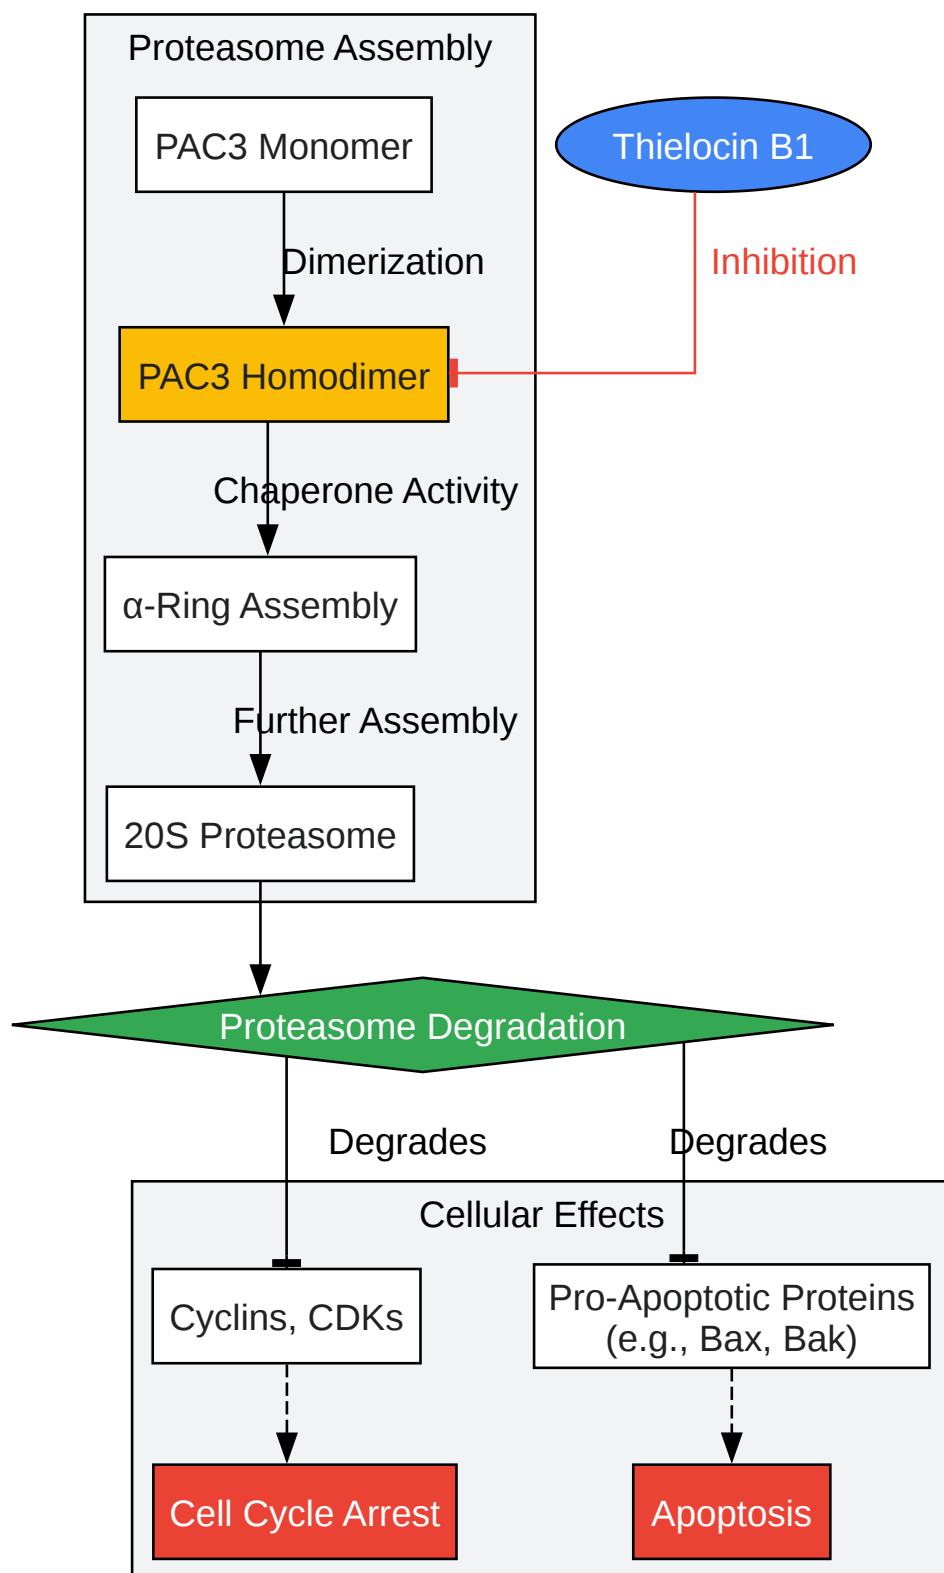 Proteasome Assembly
PAC3 Monomer
Thielocin B1
Dimerization
Inhibition
PAC3 Homodimer
Chaperone Activity
α-Ring Assembly
Further Assembly
20S Proteasome
Proteasome Degradation
Degrades
Degrades
Cellular Effects
Cyclins, CDKs
Pro-Apoptotic Proteins
(e.g., Bax, Bak)
Cell Cycle Arrest
Apoptosis